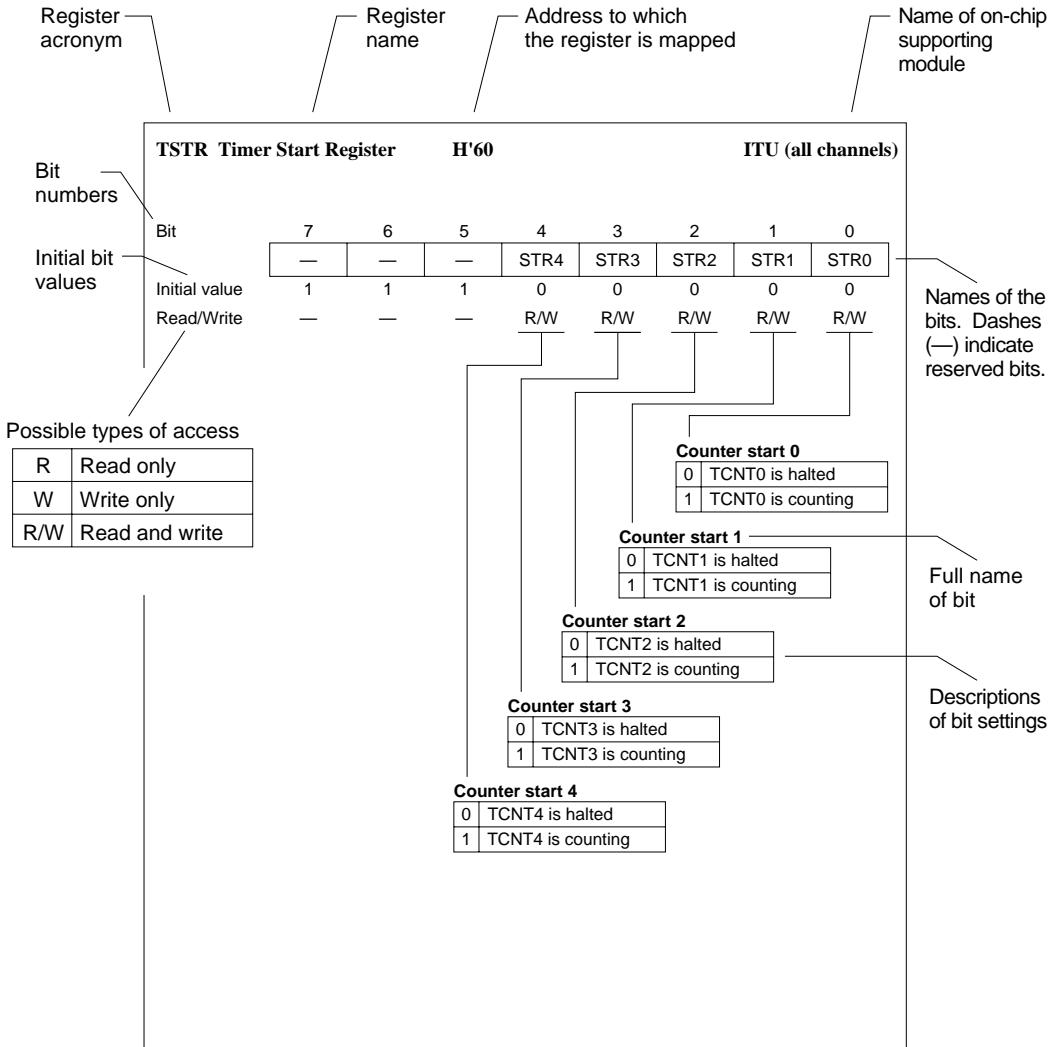 Register acronym
Register name
Address to which the register is mapped
Name of on-chip supporting module
TSTR Timer Start Register H'60 ITU (all channels)
Bit numbers
Bit 7 6 5 4 3 2 1 0
— — — STR4 STR3 STR2 STR1 STR0
Initial bit values
Initial value 1 1 1 0 0 0 0 0
Read/Write — — — R/W R/W R/W R/W R/W
Names of the bits. Dashes (—) indicate reserved bits.
Possible types of access
R Read only
W Write only
R/W Read and write
Counter start 0
0 TCNT0 is halted
1 TCNT0 is counting
Counter start 1
0 TCNT1 is halted
1 TCNT1 is counting
Full name of bit
Counter start 2
0 TCNT2 is halted
1 TCNT2 is counting
Descriptions of bit settings
Counter start 3
0 TCNT3 is halted
1 TCNT3 is counting
Counter start 4
0 TCNT4 is halted
1 TCNT4 is counting